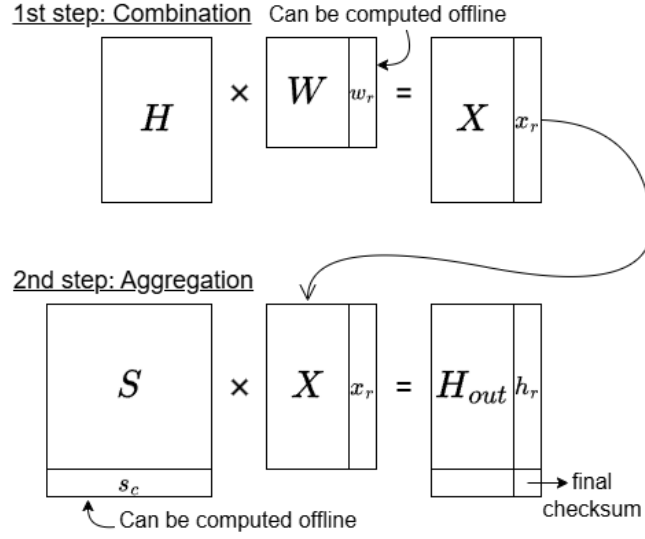 1st step: Combination
Can be computed offline
H × W w_r = X x_r
2nd step: Aggregation
S × X x_r = H_out h_r
s_c
final
checksum
Can be computed offline